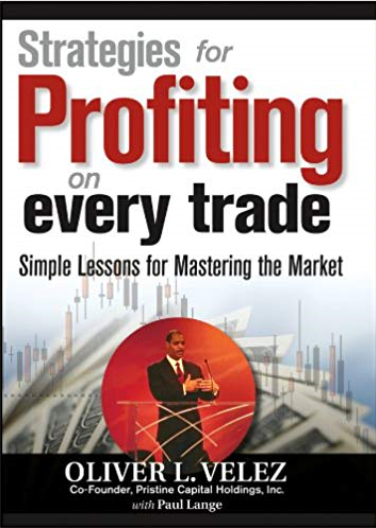 Strategies for
Profiting
on
every trade
Simple Lessons for Mastering the Market
OLIVER L. VELEZ
Co-Founder, Pristine Capital Holdings, Inc.
with Paul Lange